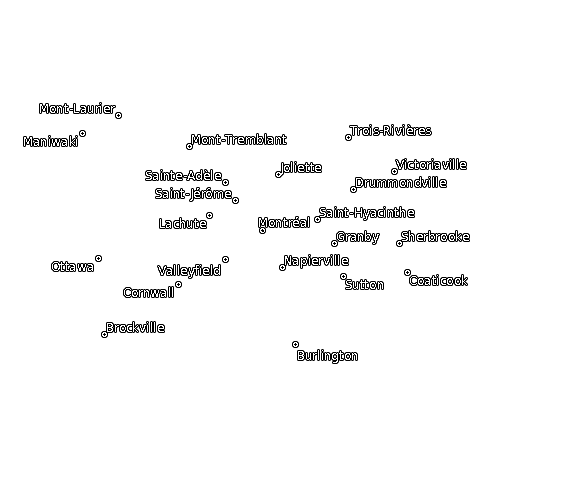 Mont-Laurier
Trois-Rivières
Maniwaki
Mont-Tremblant
Joliette
Victoriaville
Sainte-Adèle
Drummondville
Saint-Jérôme
Saint-Hyacinthe
Lachute
Montréal
Granby
Sherbrooke
Ottawa
Valleyfield
Napierville
Sutton
Coaticook
Cornwall
Brockville
Burlington